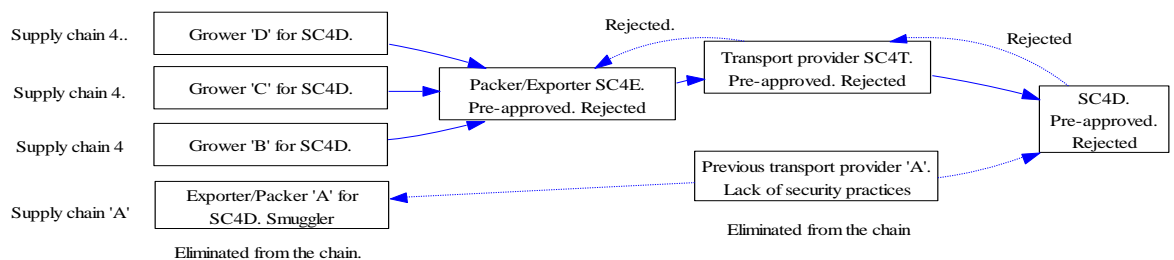 Supply chain 4..
Grower 'D' for SC4D.
Rejected.
Rejected
Transport provider SC4T.
Pre-approved. Rejected
Supply chain 4.
Grower 'C' for SC4D.
Packer/Exporter SC4E.
Pre-approved. Rejected
SC4D.
Pre-approved.
Rejected
Supply chain 4
Grower 'B' for SC4D.
Previous transport provider 'A'.
Lack of security practices
Supply chain 'A'
Exporter/Packer 'A' for
SC4D. Smuggler
Eliminated from the chain
Eliminated from the chain.